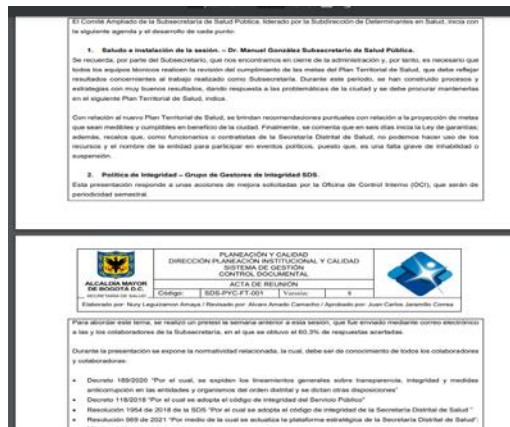 El Comité Ampliado de la Subsecretaría de Salud Pública, liderado por la Subdirección de Determinantes en Salud, inicia con
la siguiente agenda y el desarrollo de cada punto:
1. Saludo e instalación de la sesión. – Dr. Manuel González Subsecretario de Salud Pública.
Se recuerda, por parte del Subsecretario, que nos encontramos en cierre de la administración y, por tanto, es necesario que
todos los equipos técnicos realicen la revisión del cumplimiento de las metas del Plan Territorial de Salud, que debe reflejar
resultados concernientes al trabajo realizado como Subsecretaría. Durante este periodo, se han construido procesos y
estrategias con muy buenos resultados, dando respuesta a las problemáticas de la ciudad y se debe procurar mantenerlas
en el siguiente Plan Territorial de Salud, indica.
Con relación al nuevo Plan Territorial de Salud, se brindan recomendaciones puntuales con relación a la proyección de metas
que sean medibles y cumplibles en beneficio de la ciudad. Finalmente, se comenta que en seis días inicia la Ley de garantías;
además, recalca que, como funcionarios o contratistas de la Secretaría Distrital de Salud, no podemos hacer uso de los
recursos y el nombre de la entidad para participar en eventos políticos, puesto que, es una falta grave de inhabilidad o
suspensión.
2. Política de Integridad – Grupo de Gestores de Integridad SDS.
Esta presentación responde a unas acciones de mejora solicitadas por la Oficina de Control Interno (OCI), que serán de
periodicidad semestral.
ALCALDÍA MAYOR
DE BOGOTÁ D.C.
SECRETARÍA DE SALUD
PLANEACIÓN Y CALIDAD
DIRECCIÓN PLANEACIÓN INSTITUCIONAL Y CALIDAD
SISTEMA DE GESTIÓN
CONTROL DOCUMENTAL
ACTA DE REUNIÓN
Código: SDS-PYC-FT-001 Versión:
Elaborado por: Nury Leguizamon Amaya / Revisado por: Alvaro Amado Camacho / Aprobado por: Juan Carlos Jaramillo Correa
Para abordar este tema, se realizó un pretest la semana anterior a esta sesión, que fue enviado mediante correo electrónico
a las y los colaboradores de la Subsecretaría, en el que se obtuvo el 60.3% de respuestas acertadas.
Durante la presentación se expone la normatividad relacionada, la cual, debe ser de conocimiento de todos los colaboradores
y colaboradoras:
• Decreto 189/2020 "Por el cual, se expiden los lineamientos generales sobre transparencia, integridad y medidas
anticorrupción en las entidades y organismos del orden distrital y se dictan otras disposiciones"
• Decreto 118/2018 "Por el cual se adopta el código de integridad del Servicio Público"
• Resolución 1954 de 2018 de la SDS "Por el cual se adopta el código de integridad de la Secretaría Distrital de Salud "
• Resolución 569 de 2021 "Por medio de la cual se actualiza la plataforma estratégica de la Secretaría Distrital de Salud";